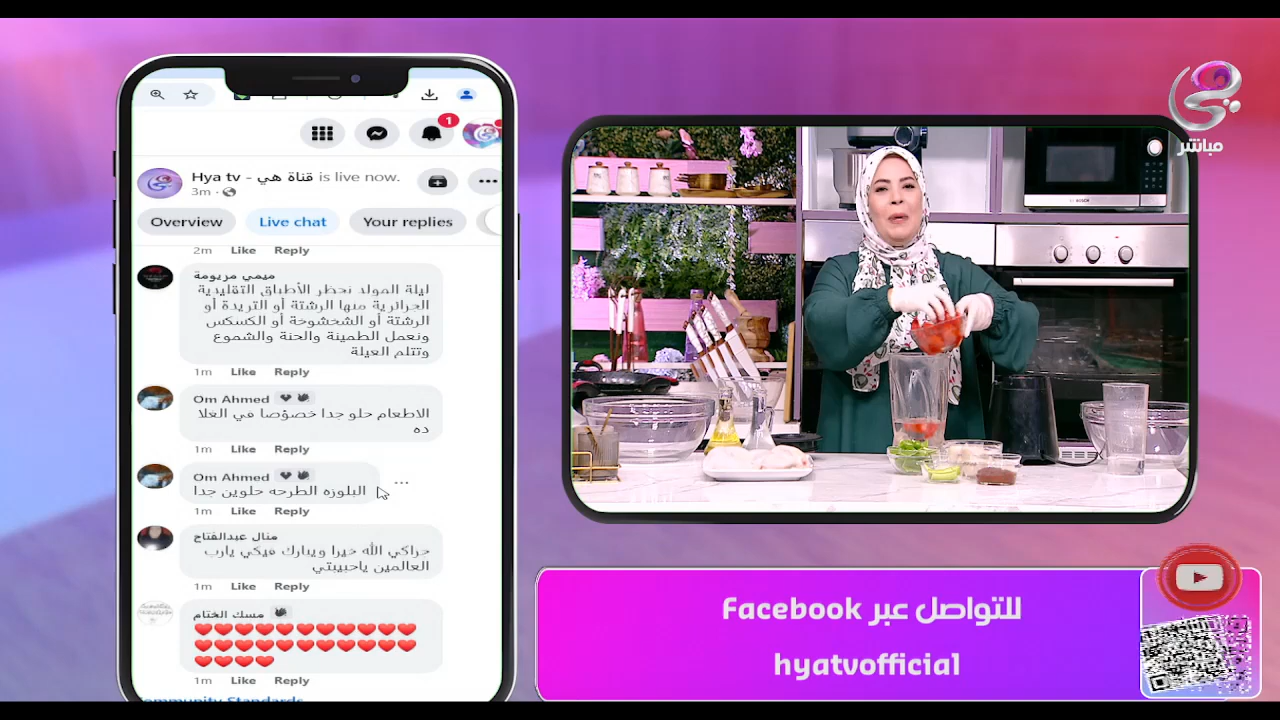 مباشر
1
Hya tv - قناة هي is live now.
3m
Overview
Live chat
Your replies
2m Like Reply
ميمي مريومة
ليلة المولد نحظر الأطباق التقليدية
الجزائرية منها الرشتة أو التريدة أو
الرشتة أو الشخشوخة أو الكسكس
ونعمل الطمينة والحنة والشموع
وتتلم العيلة
1m Like Reply
Om Ahmed
الاطعام حلو جدا خصؤصا في الغلا
ده
1m Like Reply
Om Ahmed
البلوزه الطرحه حلوين جدا
1m Like Reply
منال عبدالفتاح
جزاكي الله خيرا ويبارك فيكي يارب
العالمين ياحبيبتي
1m Like Reply
مسك الختام
1m Like Reply
Community Standards
BOSCH
للتواصل عبر Facebook
hyatvofficial